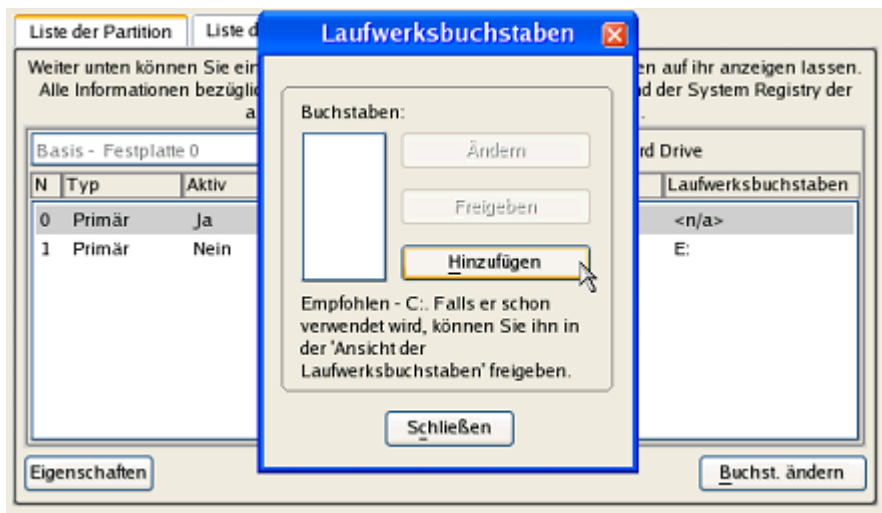 Liste der Partition
Liste d
Laufwerksbuchstaben
Weiter unten können Sie ein
en auf ihr anzeigen lassen.
Alle Informationen bezüglic
nd der System Registry der
a
.
Basis - Festplatte 0
rd Drive
N Typ Aktiv Laufwerksbuchstaben
0 Primär Ja <n/a>
1 Primär Nein E:
Buchstaben:
Ändern
Freigeben
Hinzufügen
Empfohlen - C:. Falls er schon
verwendet wird, können Sie ihn in
der 'Ansicht der
Laufwerksbuchstaben' freigeben.
Schließen
Eigenschaften
Buchst. ändern